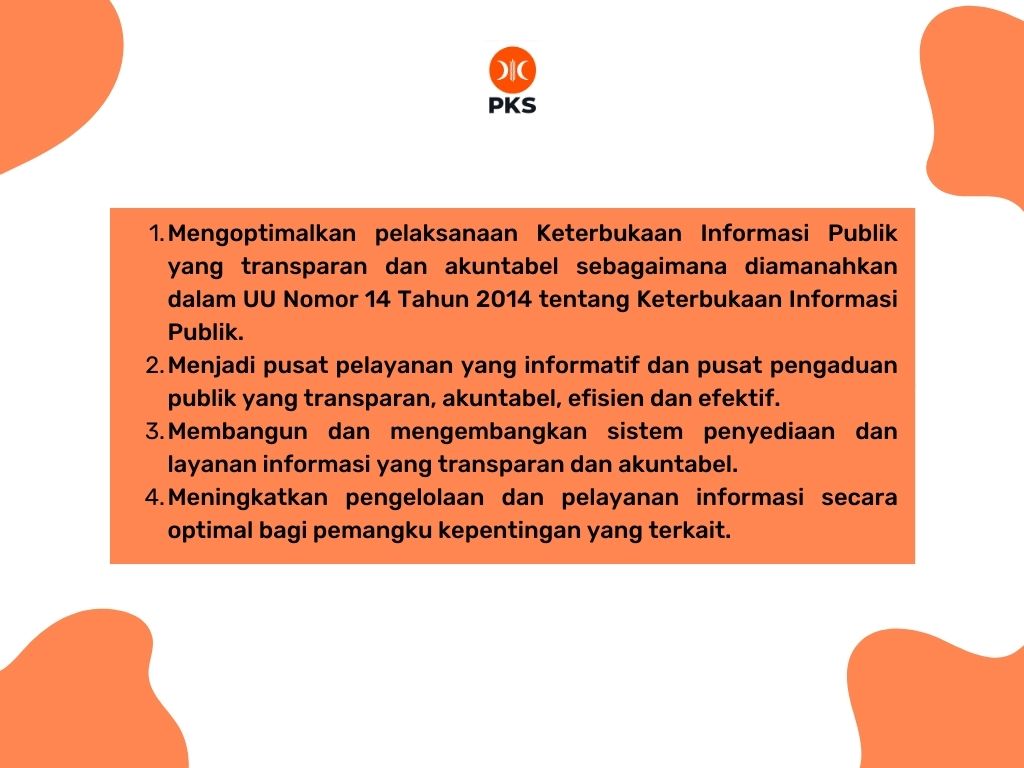 PKS
1. Mengoptimalkan pelaksanaan Keterbukaan Informasi Publik
yang transparan dan akuntabel sebagaimana diamanahkan
dalam UU Nomor 14 Tahun 2014 tentang Keterbukaan Informasi
Publik.
2. Menjadi pusat pelayanan yang informatif dan pusat pengaduan
publik yang transparan, akuntabel, efisien dan efektif.
3. Membangun dan mengembangkan sistem penyediaan dan
layanan informasi yang transparan dan akuntabel.
4. Meningkatkan pengelolaan dan pelayanan informasi secara
optimal bagi pemangku kepentingan yang terkait.